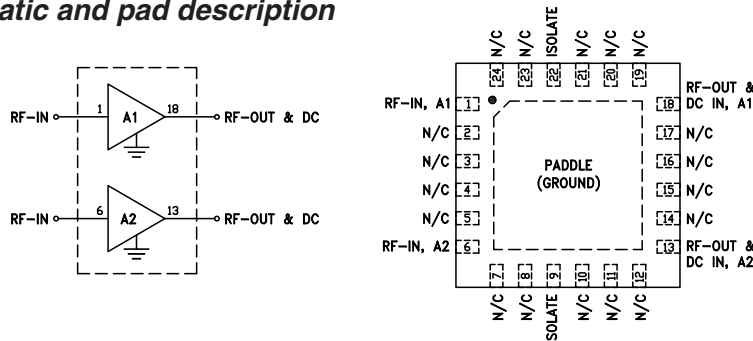 atic and pad description
RF-IN 1 A1 18 RF-OUT & DC
RF-IN 6 A2 13 RF-OUT & DC
N/C N/C ISOLATE N/C N/C N/C
24 23 22 21 20 19
RF-IN, A1 1
N/C 2
N/C 3
N/C 4
N/C 5
RF-IN, A2 6
PADDLE
(GROUND)
18 RF-OUT &
DC IN, A1
17 N/C
16 N/C
15 N/C
14 N/C
13 RF-OUT &
DC IN, A2
7 8 9 10 11 12
N/C N/C SOLATE N/C N/C N/C